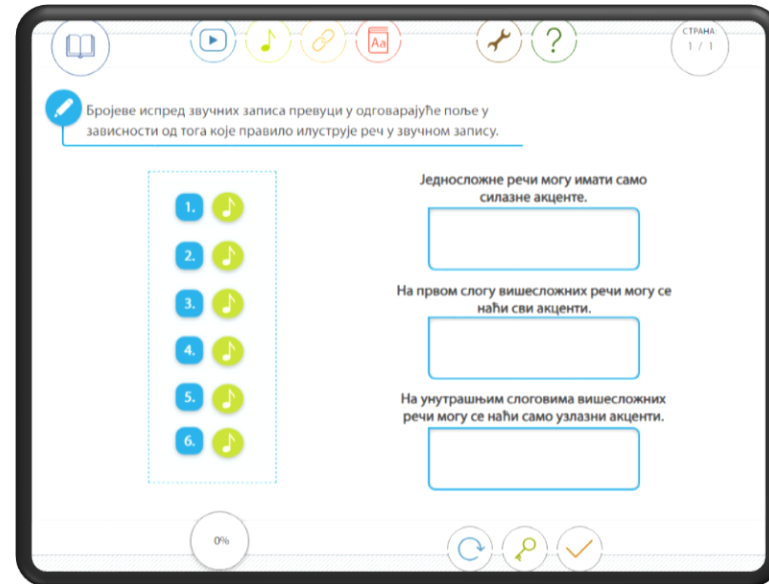 Aa
?
СТРАНА:
1 / 1
Бројеве испред звучних записа превуци у одговарајуће поље у
зависности од тога које правило илуструје реч у звучном запису.
1.
2.
3.
4.
5.
6.
Једносложне речи могу имати само
силазне акценте.
На првом слогу вишесложних речи могу се
наћи сви акценти.
На унутрашњим слоговима вишесложних
речи могу се наћи само узлазни акценти.
0%